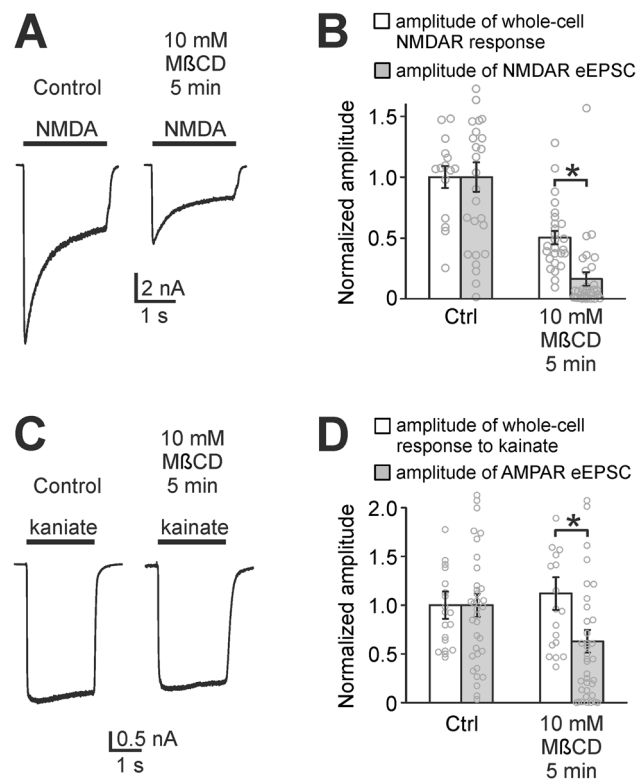 A
Control
10 mM
MßCD
5 min
NMDA
NMDA
2 nA
1 s
B
amplitude of whole-cell
NMDAR response
amplitude of NMDAR eEPSC
Normalized amplitude
1.5
1.0
0.5
0
*
Ctrl
10 mM
MßCD
5 min
C
Control
10 mM
MßCD
5 min
kaniate
kainate
0.5 nA
1 s
D
amplitude of whole-cell
response to kainate
amplitude of AMPAR eEPSC
Normalized amplitude
2.0
1.5
1.0
0.5
0
*
Ctrl
10 mM
MßCD
5 min